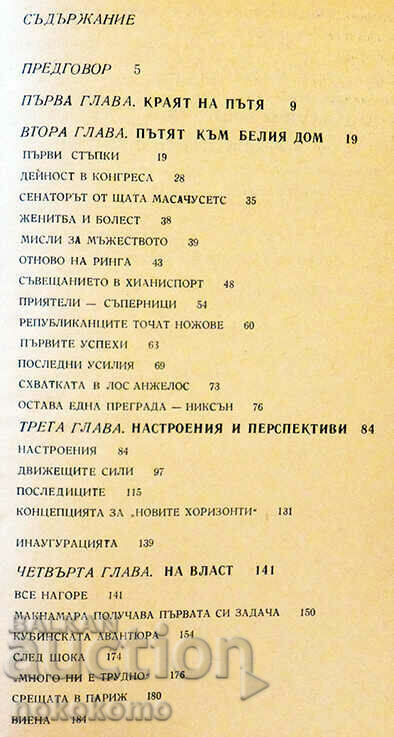 СЪДЪРЖАНИЕ
ПРЕДГОВОР 5
ПЪРВА ГЛАВА. КРАЯТ НА ПЪТЯ 9
ВТОРА ГЛАВА. ПЪТЯТ КЪМ БЕЛИЯ ДОМ 19
ПЪРВИ СТЪПКИ 19
ДЕЙНОСТ В КОНГРЕСА 28
СЕНАТОРЪТ ОТ ЩАТА МАСАЧУСЕТС 35
ЖЕНИТБА И БОЛЕСТ 38
МИСЛИ ЗА МЪЖЕСТВОТО 39
ОТНОВО НА РИНГА 43
СЪВЕЩАНИЕТО В ХИАНИСПОРТ 48
ПРИЯТЕЛИ — СЪПЕРНИЦИ 54
РЕПУБЛИКАНЦИТЕ ТОЧАТ НОЖОВЕ 60
ПЪРВИТЕ УСПЕХИ 63
ПОСЛЕДНИ УСИЛИЯ 69
СХВАТКАТА В ЛОС АНЖЕЛОС 73
ОСТАВА ЕДНА ПРЕГРАДА — НИКСЪН 76
ТРЕТА ГЛАВА. НАСТРОЕНИЯ И ПЕРСПЕКТИВИ 84
НАСТРОЕНИЯ 84
ДВИЖЕЩИТЕ СИЛИ 97
ПОСЛЕДИЦИТЕ 115
КОНЦЕПЦИЯТА ЗА „НОВИТЕ ХОРИЗОНТИ“ 131
ИНАУГУРАЦИЯТА 139
ЧЕТВЪРТА ГЛАВА. НА ВЛАСТ 141
ВСЕ НАГОРЕ 141
МАКНАМАРА ПОЛУЧАВА ПЪРВАТА СИ ЗАДАЧА 150
BALKAN
КУБИНСКАТА АВАНТЮРА 154
auction
СЛЕД ШОКА 174
„МНОГО НИ Е ТРУДНО“ 176
СРЕЩАТА В ПАРИЖ 180
nokokomo
ВИЕНА 184